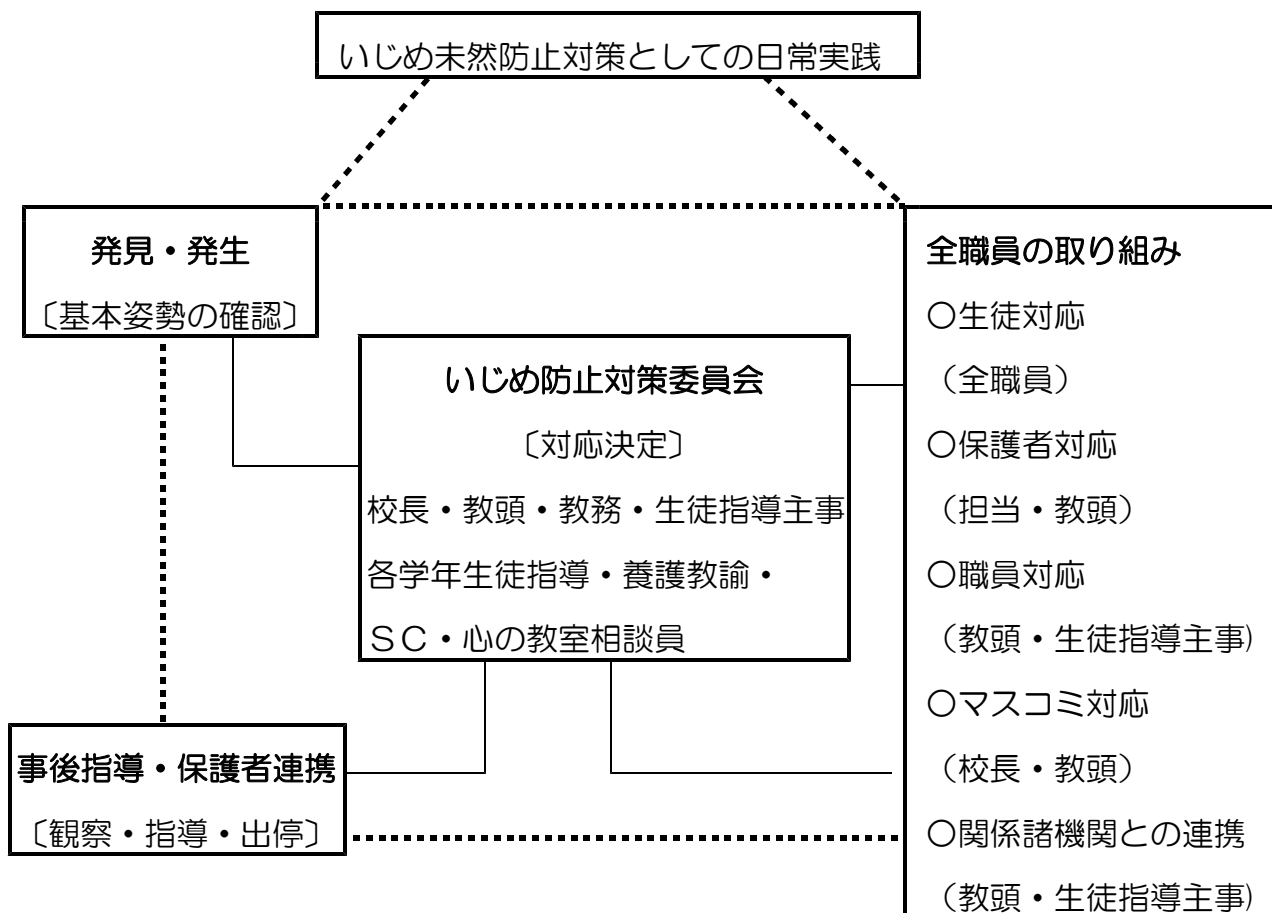 いじめ未然防止対策としての日常実践
発見・発生
〔基本姿勢の確認〕
いじめ防止対策委員会
〔対応決定〕
校長・教頭・教務・生徒指導主事
各学年生徒指導・養護教諭・
ＳＣ・心の教室相談員
事後指導・保護者連携
〔観察・指導・出停〕
全職員の取り組み
○生徒対応
（全職員）
○保護者対応
（担当・教頭）
○職員対応
（教頭・生徒指導主事)
○マスコミ対応
（校長・教頭）
○関係諸機関との連携
（教頭・生徒指導主事)